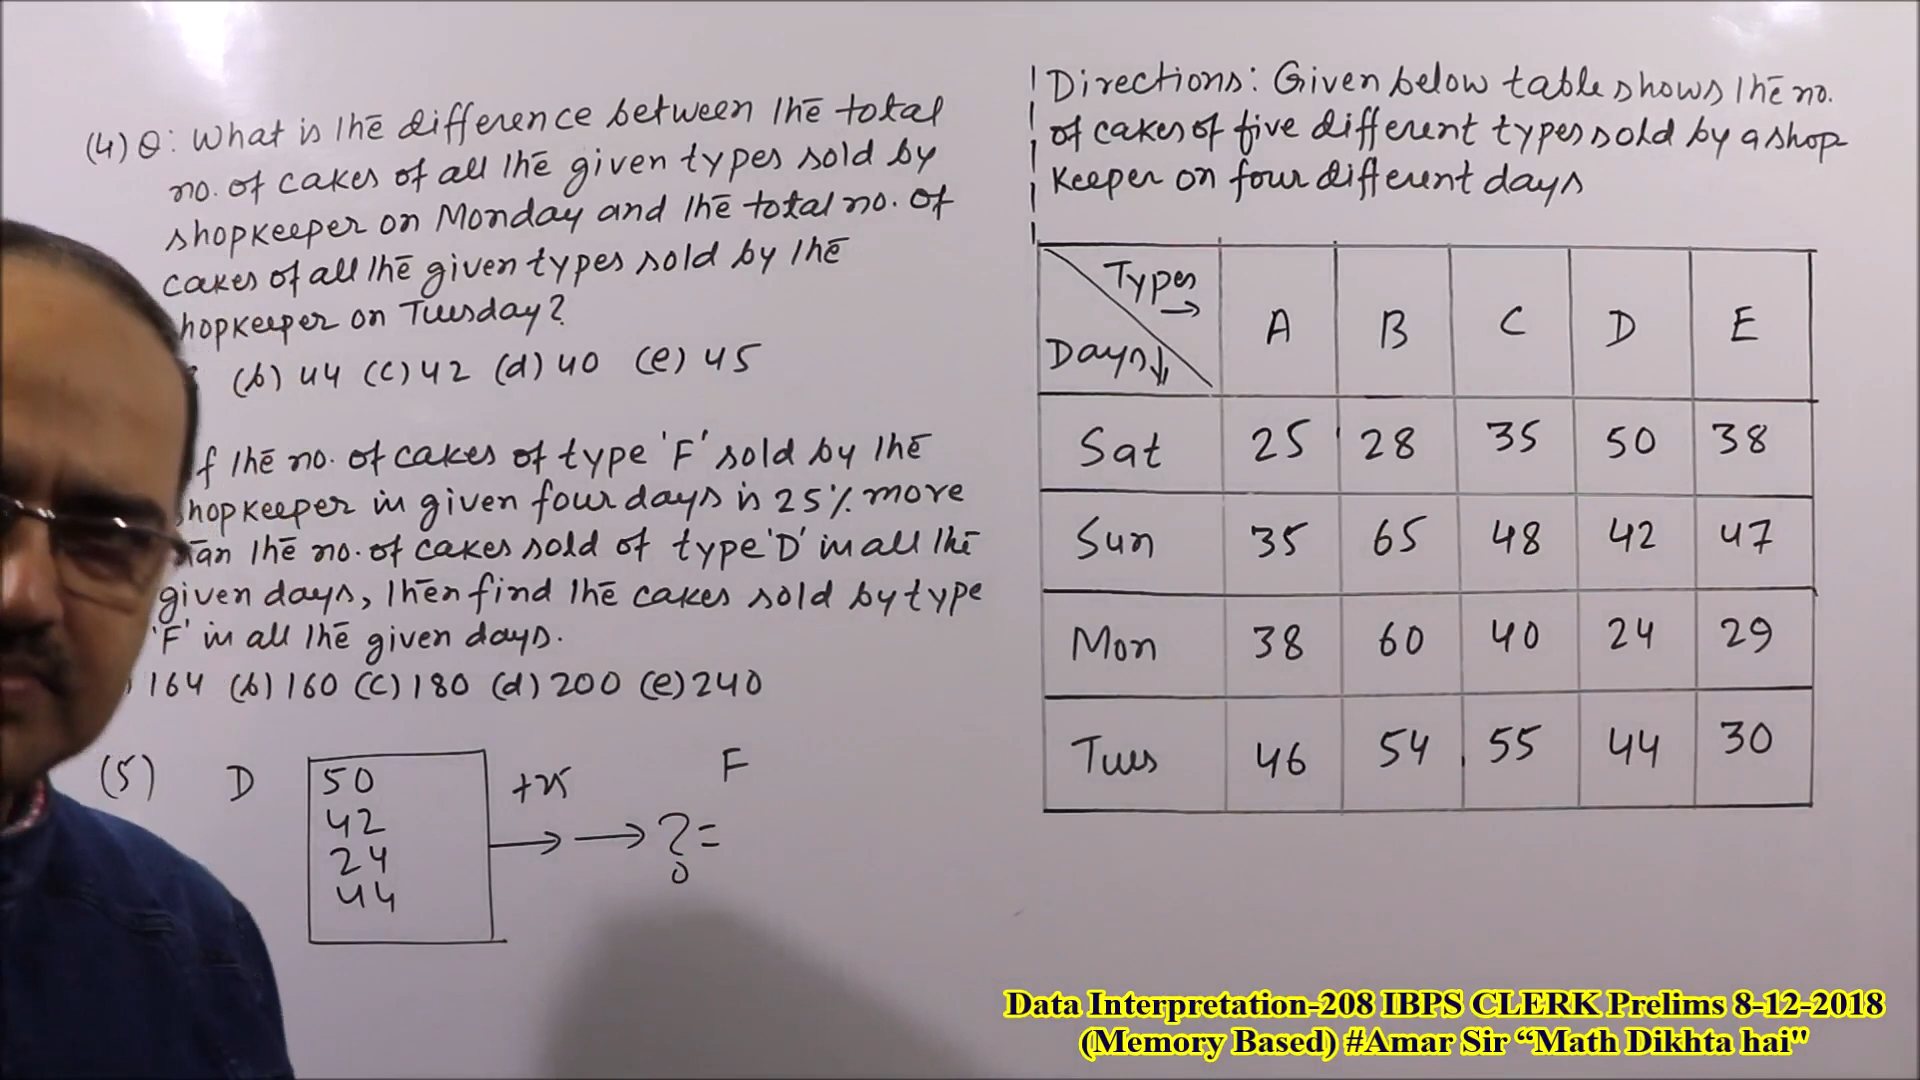 (4) Q: What is the difference between the total
no. of cakes of all the given types sold by
shopkeeper on Monday and the total no. of
cakes of all the given types sold by the
hopkeeper on Tuesday?
(b) 44 (c) 42 (d) 40 (e) 45
f the no. of cakes of type 'F' sold by the
hopkeeper in given four days is 25% more
an the no. of cakes sold of type 'D' in all the
given days, then find the cakes sold by type
'F' in all the given days.
164 (b) 160 (c) 180 (d) 200 (e) 240
(5) D 50 +25 F
42
24 ? =
44
Directions: Given below table shows the no.
of cakes of five different types sold by a shop
keeper on four different days
Types → A B C D E
Days ↓
Sat 25 28 35 50 38
Sun 35 65 48 42 47
Mon 38 60 40 24 29
Tues 46 54 55 44 30
Data Interpretation-208 IBPS CLERK Prelims 8-12-2018
(Memory Based) #Amar Sir “Math Dikhta hai"